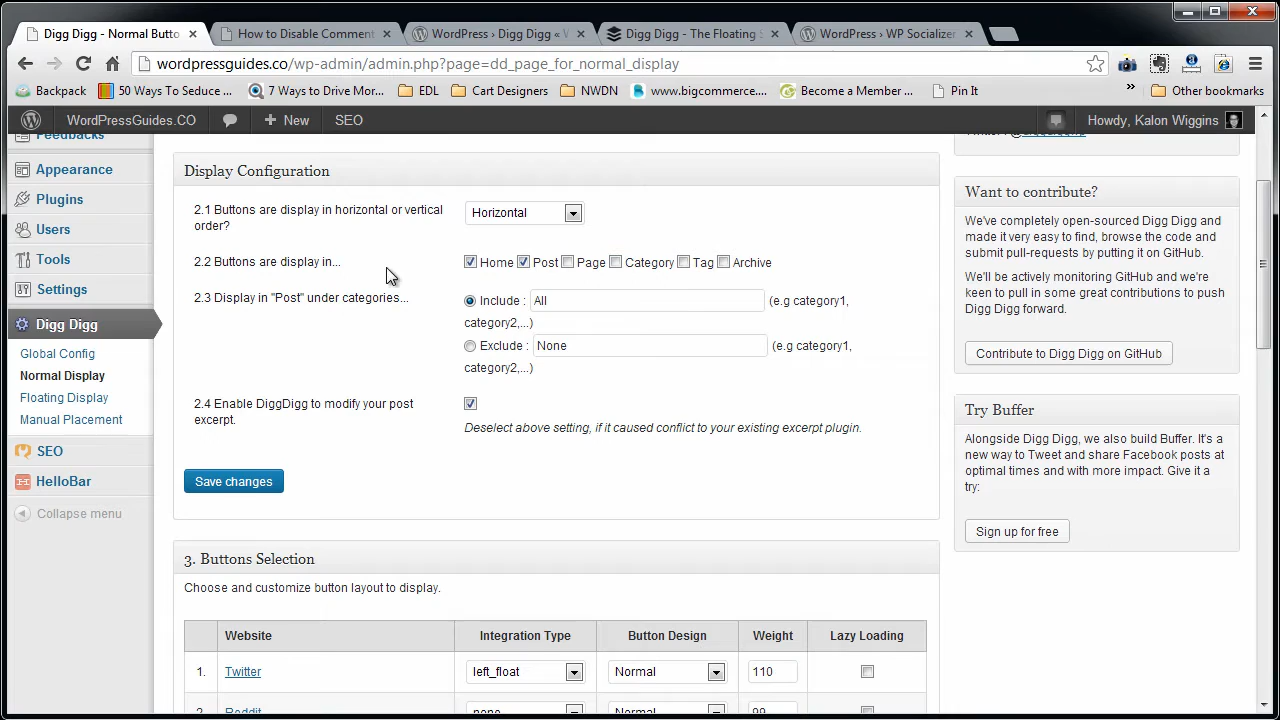 Digg Digg - Normal Butto
How to Disable Comment
WordPress › Digg Digg « W
Digg Digg - The Floating S
WordPress › WP Socializer
wordpressguides.co/wp-admin/admin.php?page=dd_page_for_normal_display
Backpack
50 Ways To Seduce ...
7 Ways to Drive Mor...
EDL
Cart Designers
NWDN
www.bigcommerce....
Become a Member ...
Pin It
»
Other bookmarks
WordPressGuides.CO
+ New
SEO
Howdy, Kalon Wiggins
Feedbacks
Appearance
Plugins
Users
Tools
Settings
Digg Digg
Global Config
Normal Display
Floating Display
Manual Placement
SEO
HelloBar
Collapse menu
Display Configuration
2.1 Buttons are display in horizontal or vertical
order?
Horizontal
2.2 Buttons are display in...
Home Post Page Category Tag Archive
2.3 Display in "Post" under categories...
Include : All (e.g category1,
category2,...)
Exclude : None (e.g category1,
category2,...)
2.4 Enable DiggDigg to modify your post
excerpt.
Deselect above setting, if it caused conflict to your existing excerpt plugin.
Save changes
3. Buttons Selection
Choose and customize button layout to display.
Website Integration Type Button Design Weight Lazy Loading
1. Twitter left_float Normal 110
2. Reddit none Normal 99
Want to contribute?
We've completely open-sourced Digg Digg and
made it very easy to find, browse the code and
submit pull-requests by putting it on GitHub.
We'll be actively monitoring GitHub and we're
keen to pull in some great contributions to push
Digg Digg forward.
Contribute to Digg Digg on GitHub
Try Buffer
Alongside Digg Digg, we also build Buffer. It's a
new way to Tweet and share Facebook posts at
optimal times and with more impact. Give it a
try:
Sign up for free